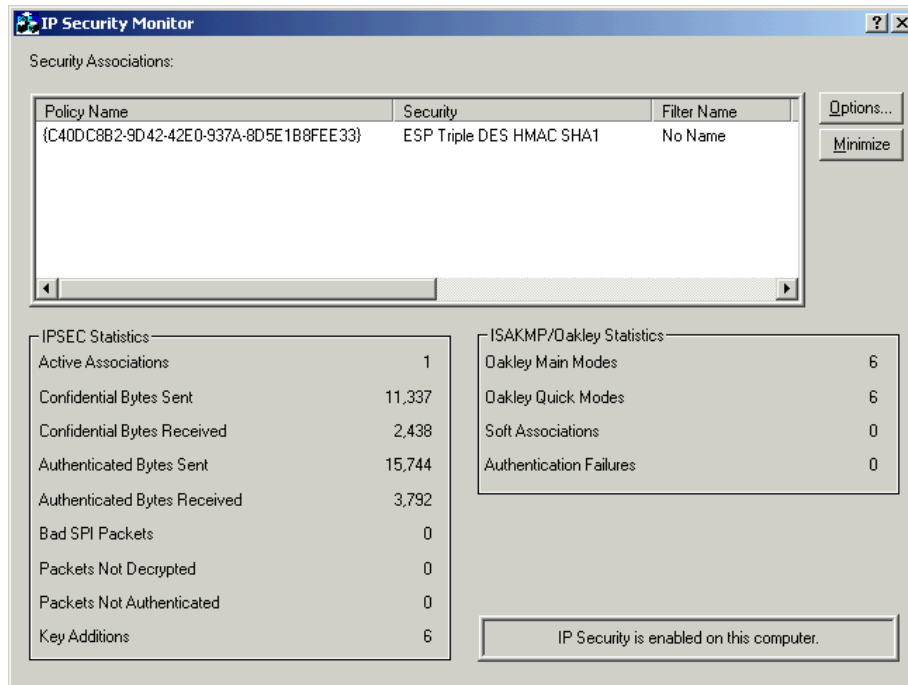 IP Security Monitor
Security Associations:
Policy Name Security Filter Name
{C40DC8B2-9D42-42E0-937A-8D5E1B8FEE33} ESP Triple DES HMAC SHA1 No Name
Options...
Minimize
IPSEC Statistics
Active Associations 1
Confidential Bytes Sent 11,337
Confidential Bytes Received 2,438
Authenticated Bytes Sent 15,744
Authenticated Bytes Received 3,792
Bad SPI Packets 0
Packets Not Decrypted 0
Packets Not Authenticated 0
Key Additions 6
ISAKMP/Oakley Statistics
Oakley Main Modes 6
Oakley Quick Modes 6
Soft Associations 0
Authentication Failures 0
IP Security is enabled on this computer.